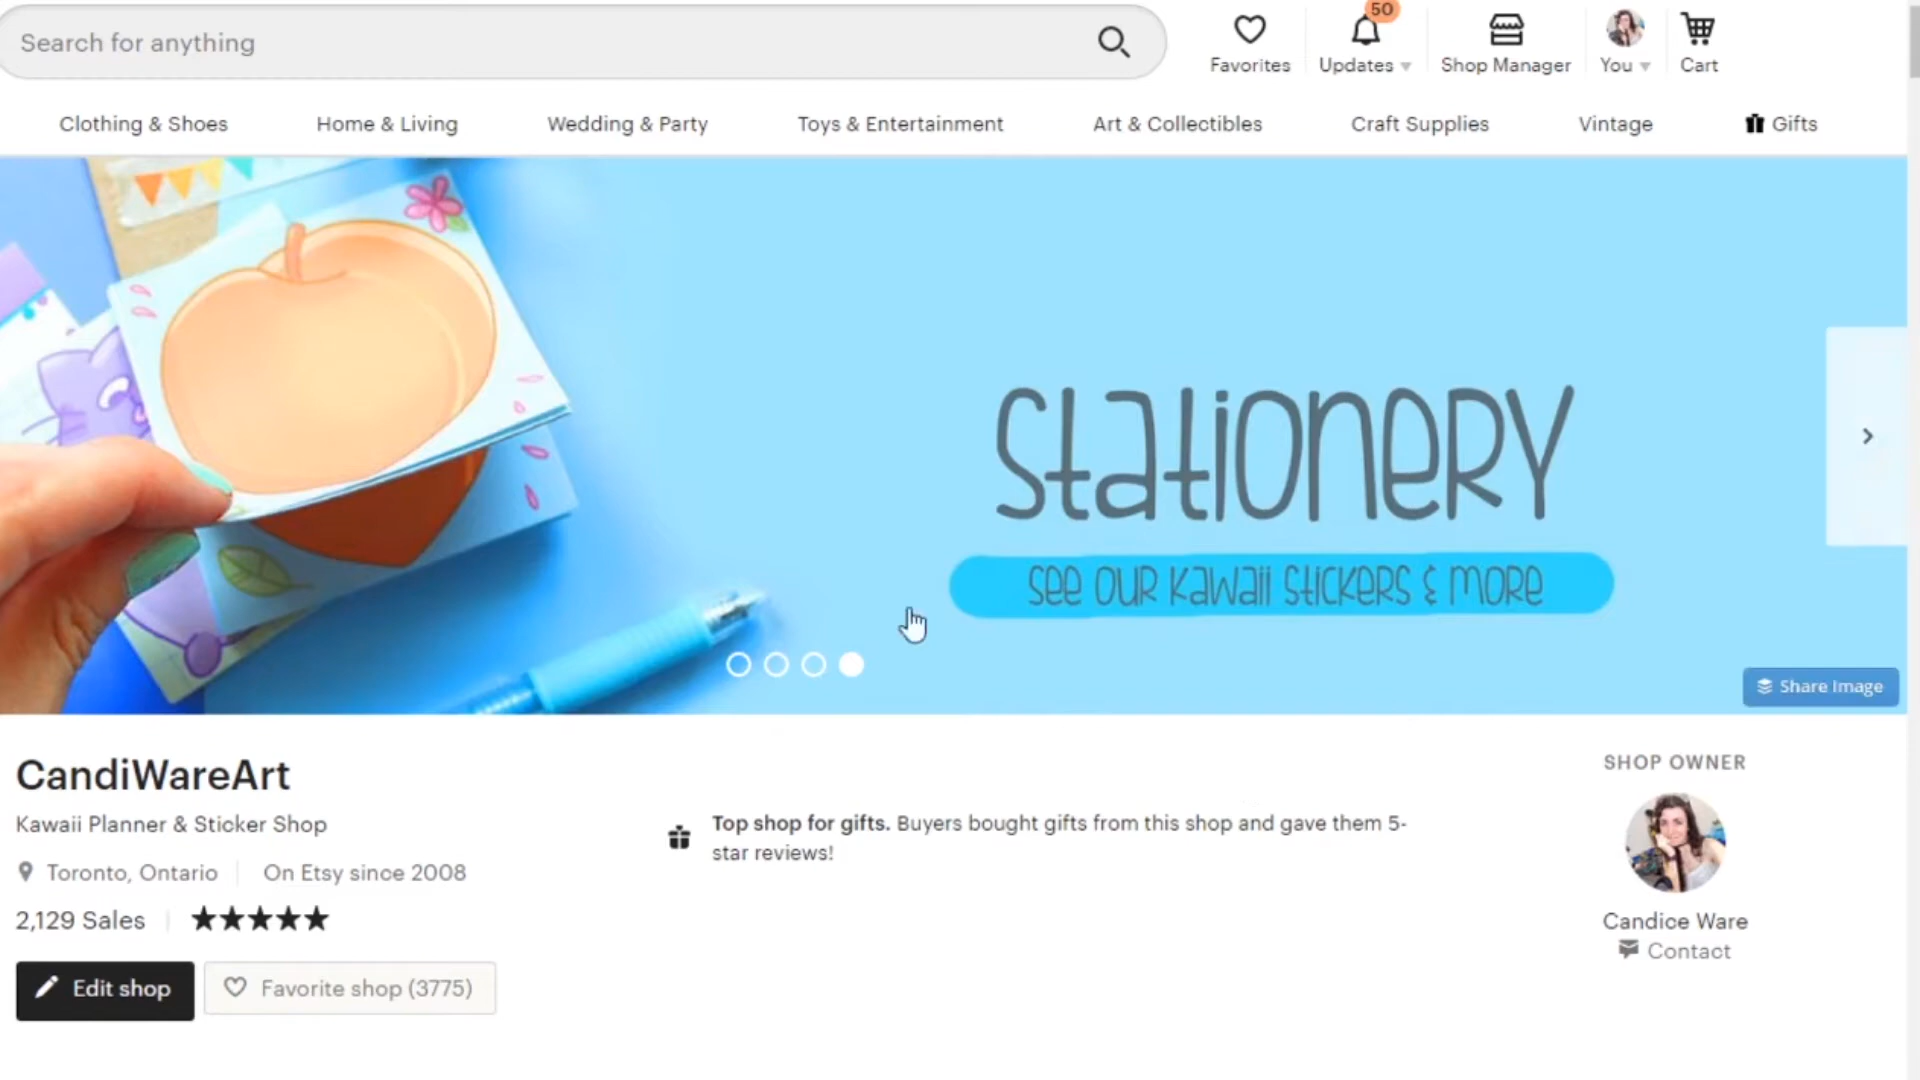 Search for anything
50
Favorites
Updates
Shop Manager
You
Cart
Clothing & Shoes
Home & Living
Wedding & Party
Toys & Entertainment
Art & Collectibles
Craft Supplies
Vintage
Gifts
Stationery
See our Kawaii stickers & more
Share Image
CandiWareArt
Kawaii Planner & Sticker Shop
Toronto, Ontario
On Etsy since 2008
2,129 Sales
Top shop for gifts. Buyers bought gifts from this shop and gave them 5-
star reviews!
SHOP OWNER
Candice Ware
Contact
Edit shop
Favorite shop (3775)